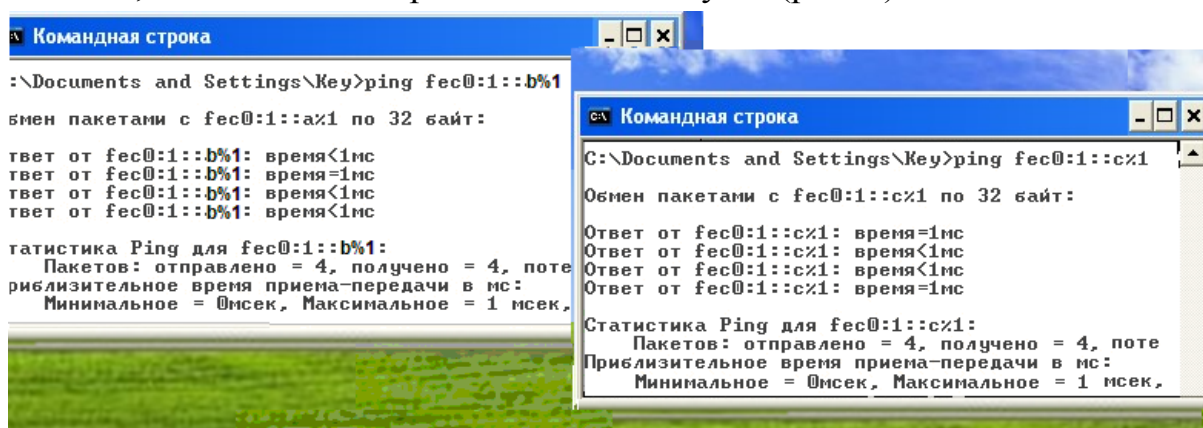 Командная строка
:\Documents and Settings\Key>ping fec0:1::b%1
бмен пакетами с fec0:1::a%1 по 32 байт:
твет от fec0:1::b%1: время<1мс
твет от fec0:1::b%1: время=1мс
твет от fec0:1::b%1: время<1мс
твет от fec0:1::b%1: время<1мс
татистика Ping для fec0:1::b%1:
Пакетов: отправлено = 4, получено = 4, поте
риблизительное время приема-передачи в мс:
Минимальное = 0мсек, Максимальное = 1 мсек,
Командная строка
C:\Documents and Settings\Key>ping fec0:1::c%1
Обмен пакетами с fec0:1::c%1 по 32 байт:
Ответ от fec0:1::c%1: время=1мс
Ответ от fec0:1::c%1: время<1мс
Ответ от fec0:1::c%1: время<1мс
Ответ от fec0:1::c%1: время=1мс
Статистика Ping для fec0:1::c%1:
Пакетов: отправлено = 4, получено = 4, поте
Приблизительное время приема-передачи в мс:
Минимальное = 0мсек, Максимальное = 1 мсек,